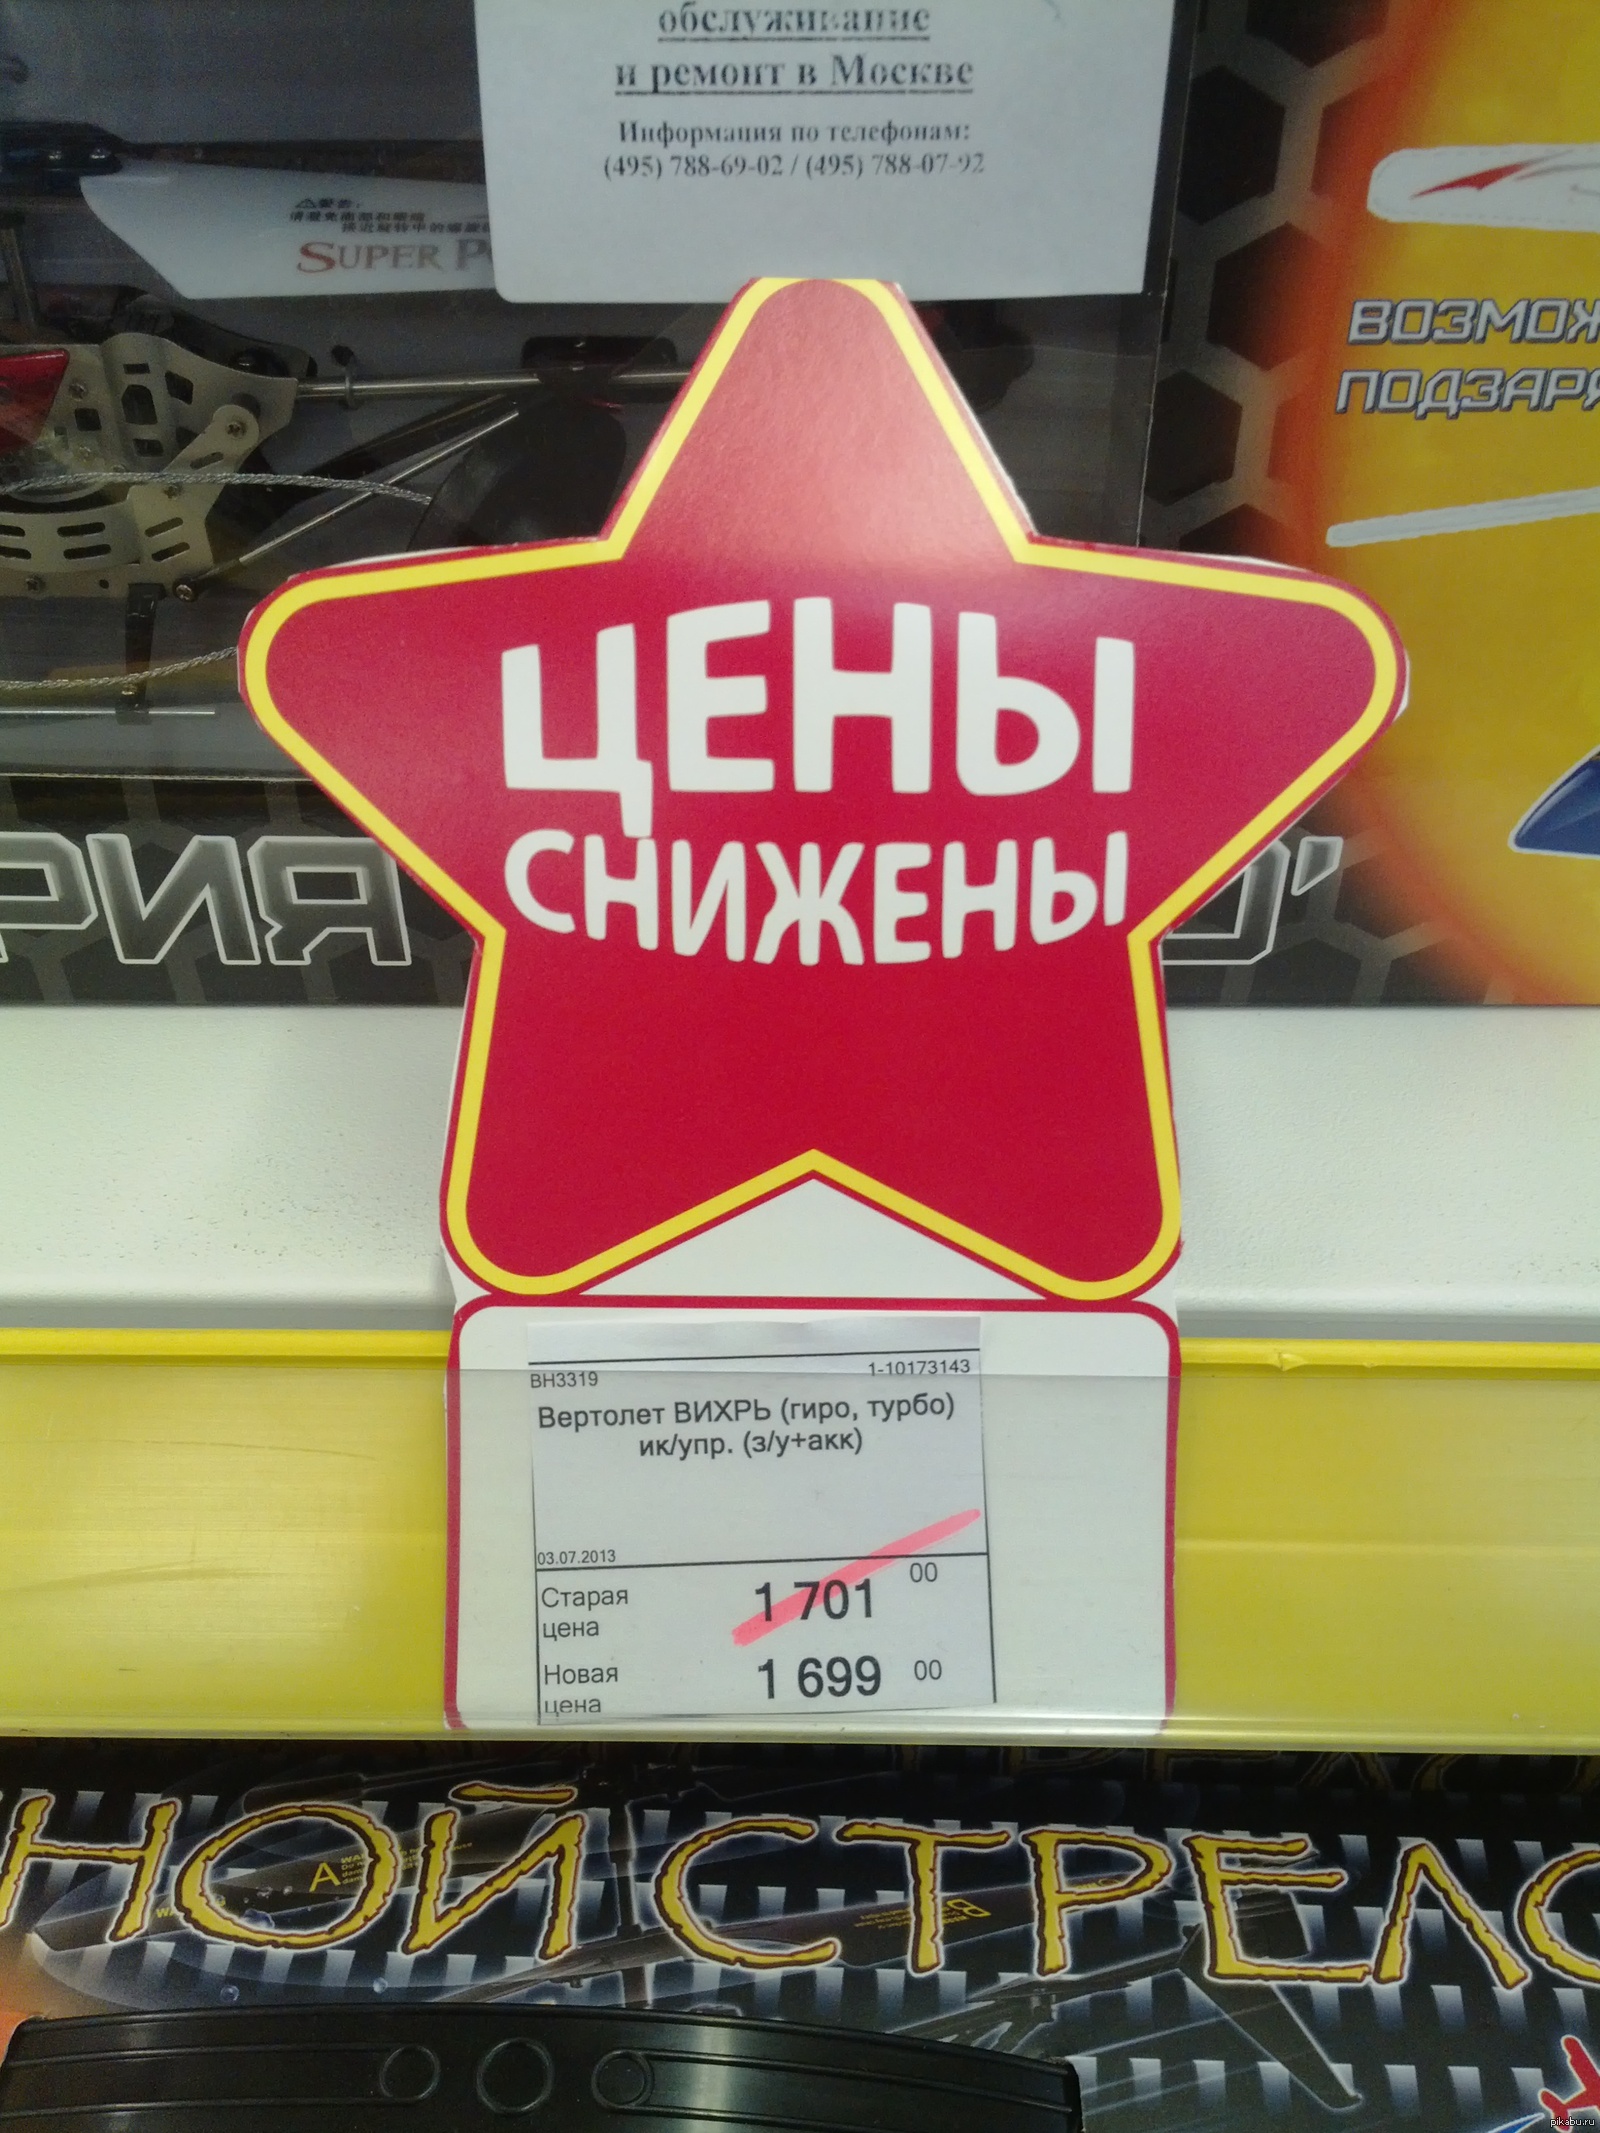 обслуживание
и ремонт в Москве
Информация по телефонам:
(495) 788-69-02 / (495) 788-07-92
SUPER
ВОЗМОЖ
ПОДЗАРЯ
ЦЕНЫ
СНИЖЕНЫ
РИЯ
ВН3319
1-10173143
Вертолет ВИХРЬ (гиро, турбо)
ик/упр. (з/у+акк)
03.07.2013
Старая
цена
1 701 00
Новая
цена
1 699 00
НОЙ СТРЕЛО
pikabu.ru